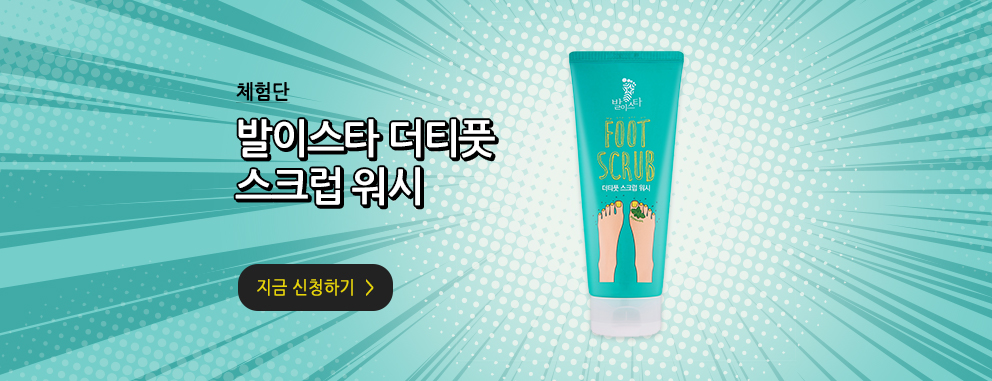 체험단
발이스타 더티풋
스크럽 워시
지금 신청하기 >
발이스타
FOOT
SCRUB
더티풋 스크럽 워시